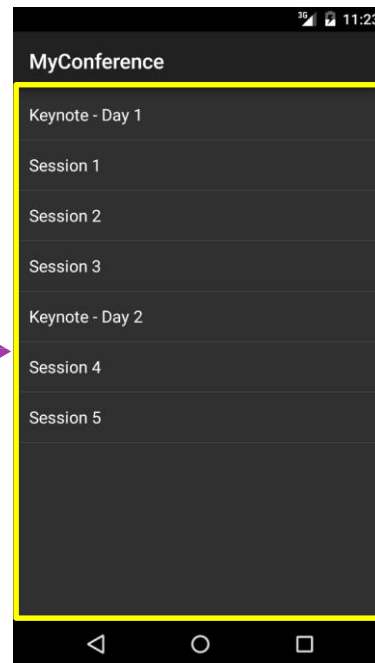 3G 11:23
MyConference
Keynote - Day 1
Session 1
Session 2
Session 3
Keynote - Day 2
Session 4
Session 5